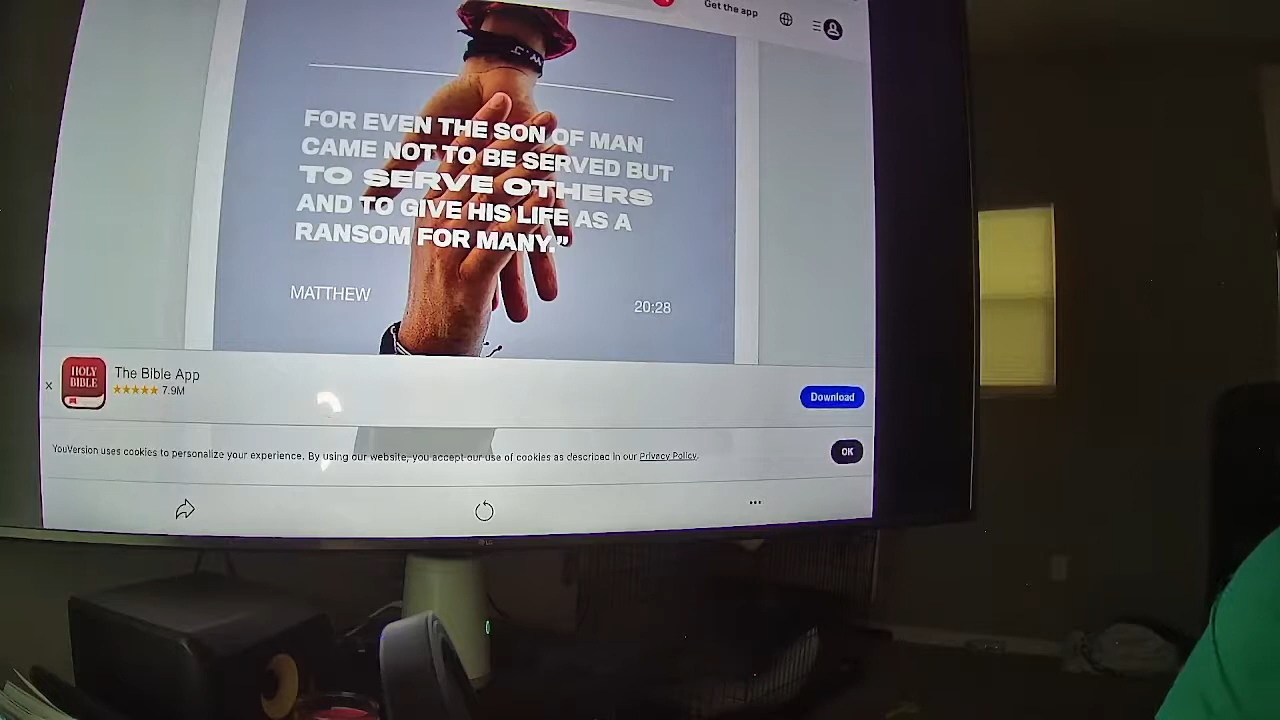 Get the app
FOR EVEN THE SON OF MAN
CAME NOT TO BE SERVED BUT
TO SERVE OTHERS
AND TO GIVE HIS LIFE AS A
RANSOM FOR MANY."
MATTHEW
20:28
HOLY
BIBLE
The Bible App
★★★★★ 7.9M
Download
YouVersion uses cookies to personalize your experience. By using our website, you accept our use of cookies as described in our Privacy Policy.
OK